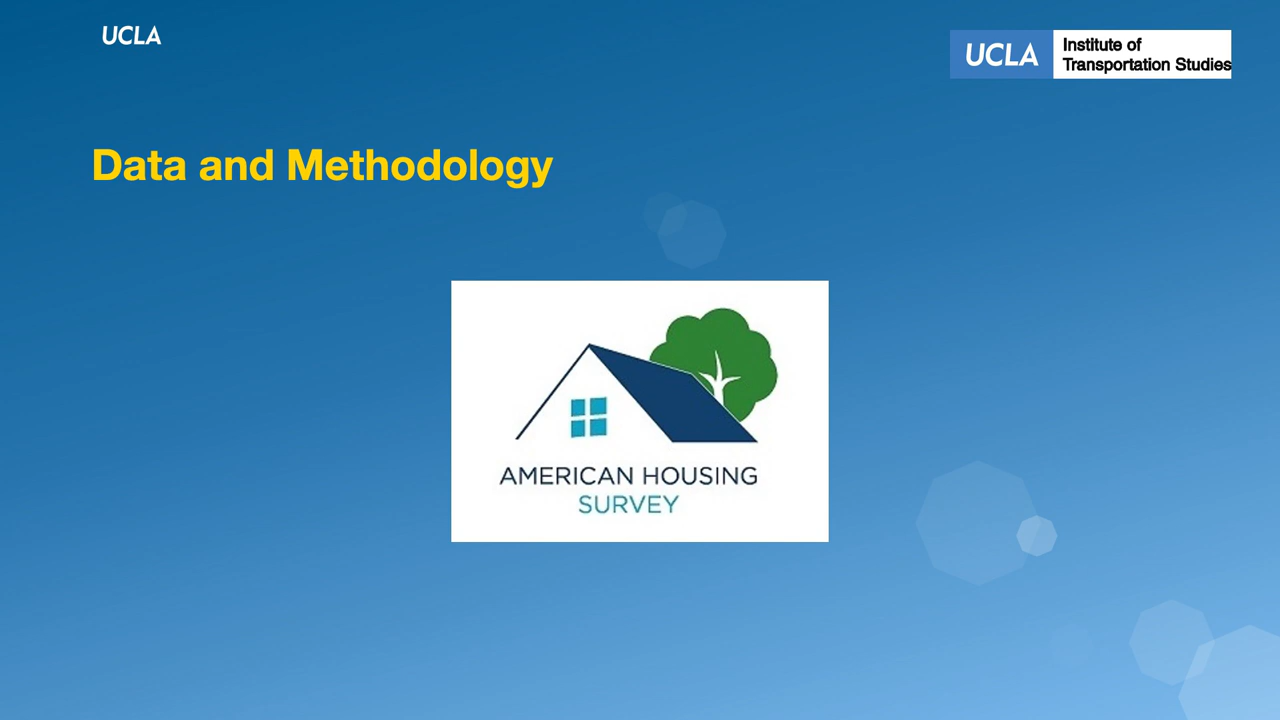 UCLA
UCLA
Institute of
Transportation Studies
Data and Methodology
AMERICAN HOUSING
SURVEY